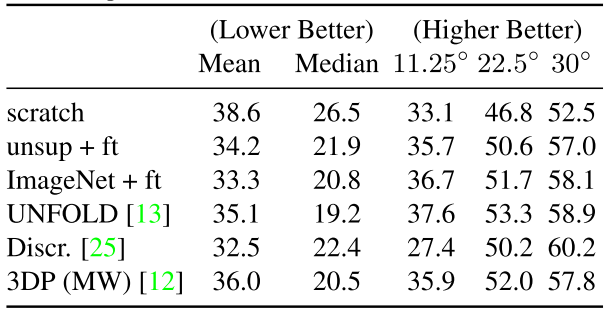 (Lower Better) (Higher Better)
Mean Median 11.25° 22.5° 30°
scratch 38.6 26.5 33.1 46.8 52.5
unsup + ft 34.2 21.9 35.7 50.6 57.0
ImageNet + ft 33.3 20.8 36.7 51.7 58.1
UNFOLD [13] 35.1 19.2 37.6 53.3 58.9
Discr. [25] 32.5 22.4 27.4 50.2 60.2
3DP (MW) [12] 36.0 20.5 35.9 52.0 57.8